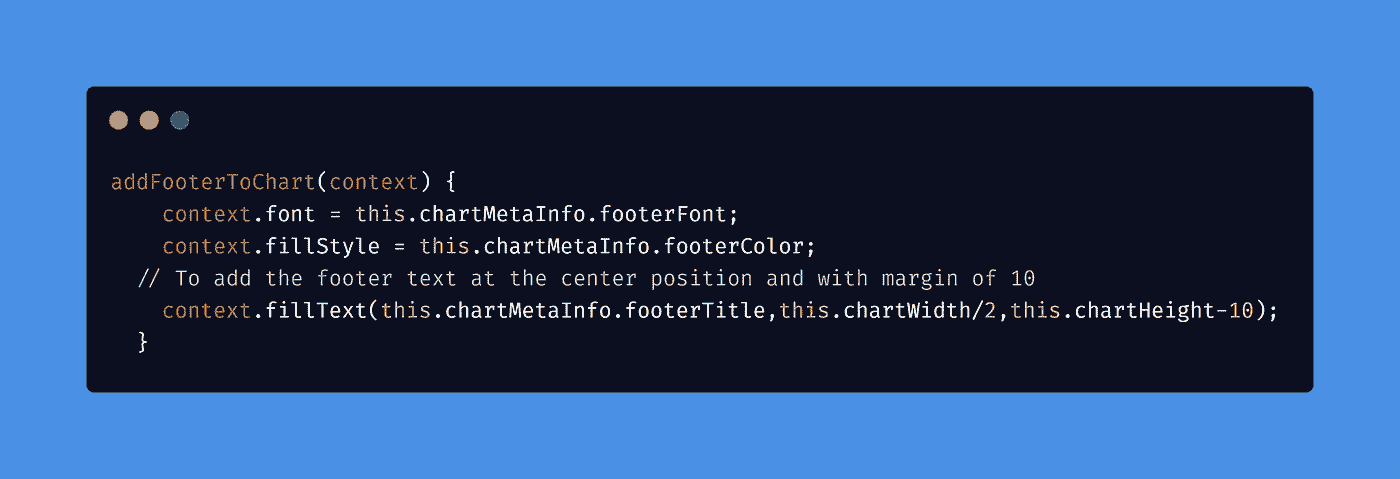 addFooterToChart(context) {
    context.font = this.chartMetaInfo.footerFont;
    context.fillStyle = this.chartMetaInfo.footerColor;
  // To add the footer text at the center position and with margin of 10
    context.fillText(this.chartMetaInfo.footerTitle,this.chartWidth/2,this.chartHeight-10);
  }